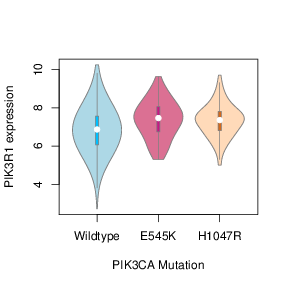 PIK3R1 expression
10
8
6
4
Wildtype E545K H1047R
PIK3CA Mutation